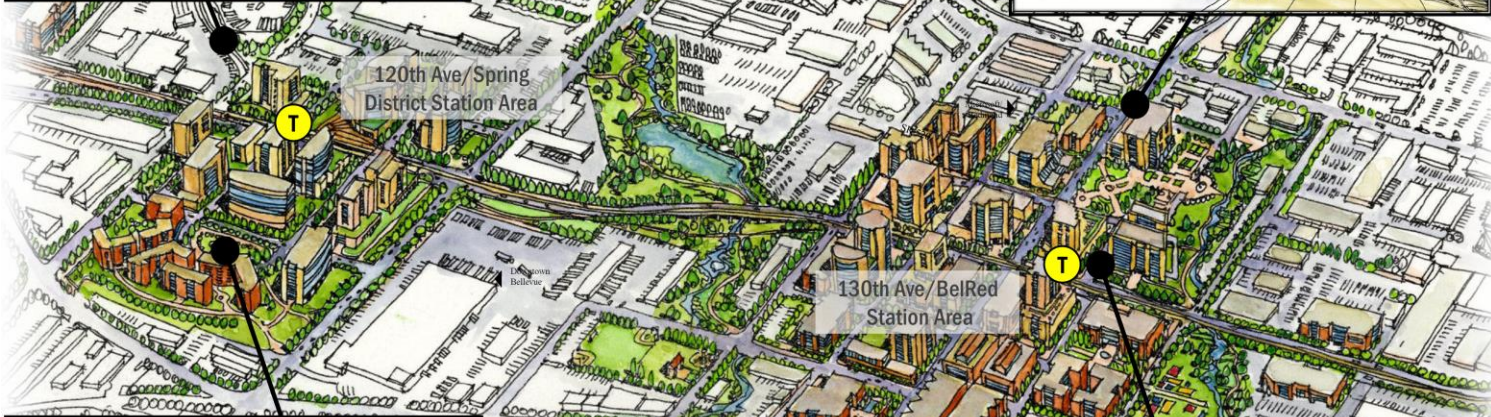 120th Ave/Spring
District Station Area
T
130th Ave/BelRed
Station Area
T
Downtown
Bellevue